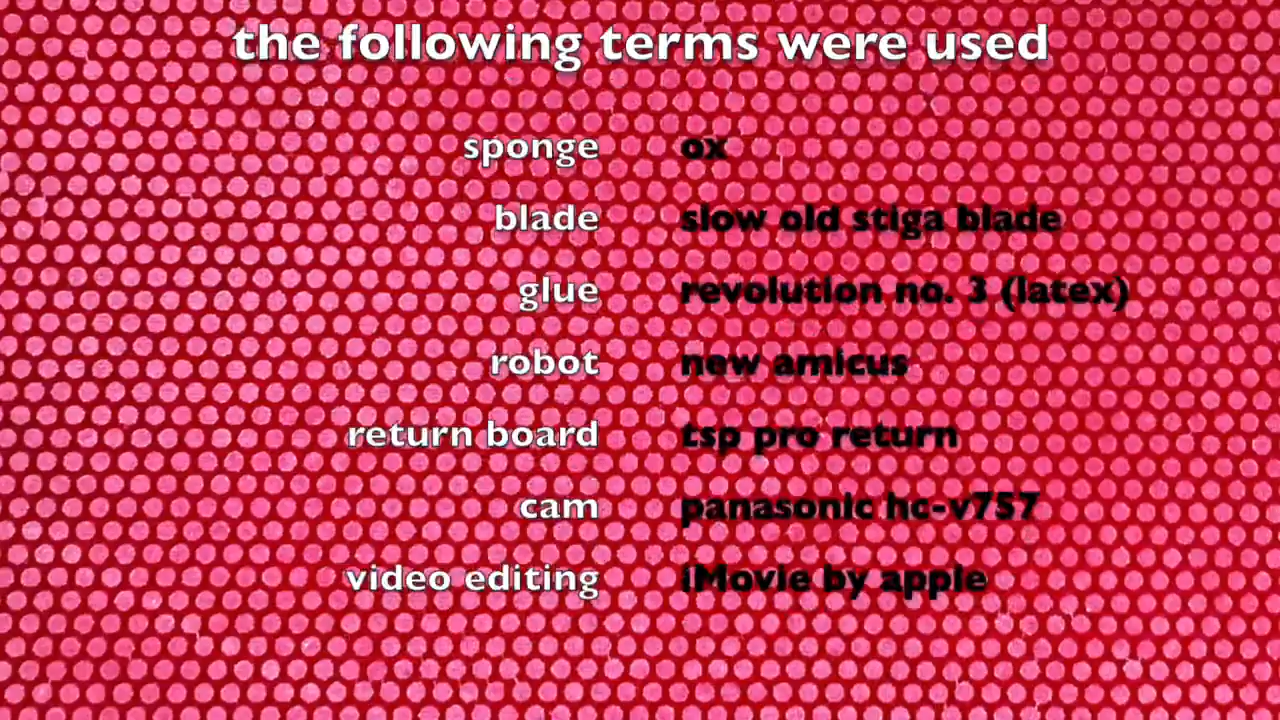 the following terms were used
sponge ox
blade slow old stiga blade
glue revolution no. 3 (latex)
robot new amicus
return board tsp pro return
cam panasonic hc-v757
video editing iMovie by apple